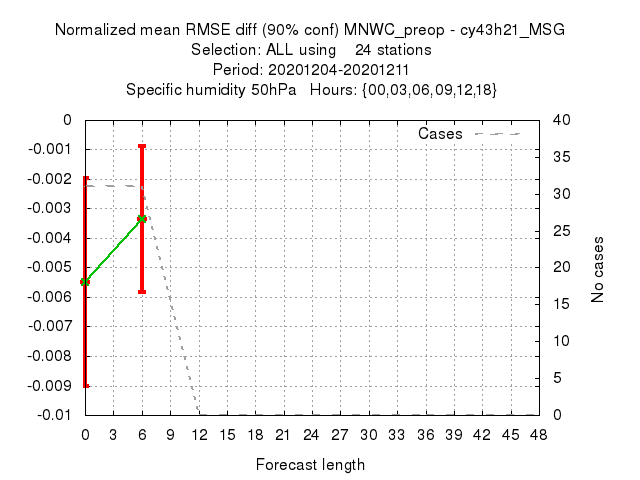 Normalized mean RMSE diff (90% conf) MNWC_preop - cy43h21_MSG
Selection: ALL using    24 stations
Period: 20201204-20201211
Specific humidity 50hPa   Hours: {00,03,06,09,12,18}
Cases
0
-0.001
-0.002
-0.003
-0.004
-0.005
-0.006
-0.007
-0.008
-0.009
-0.01
40
35
30
25
20
15
10
5
0
No cases
0 3 6 9 12 15 18 21 24 27 30 33 36 39 42 45 48
Forecast length